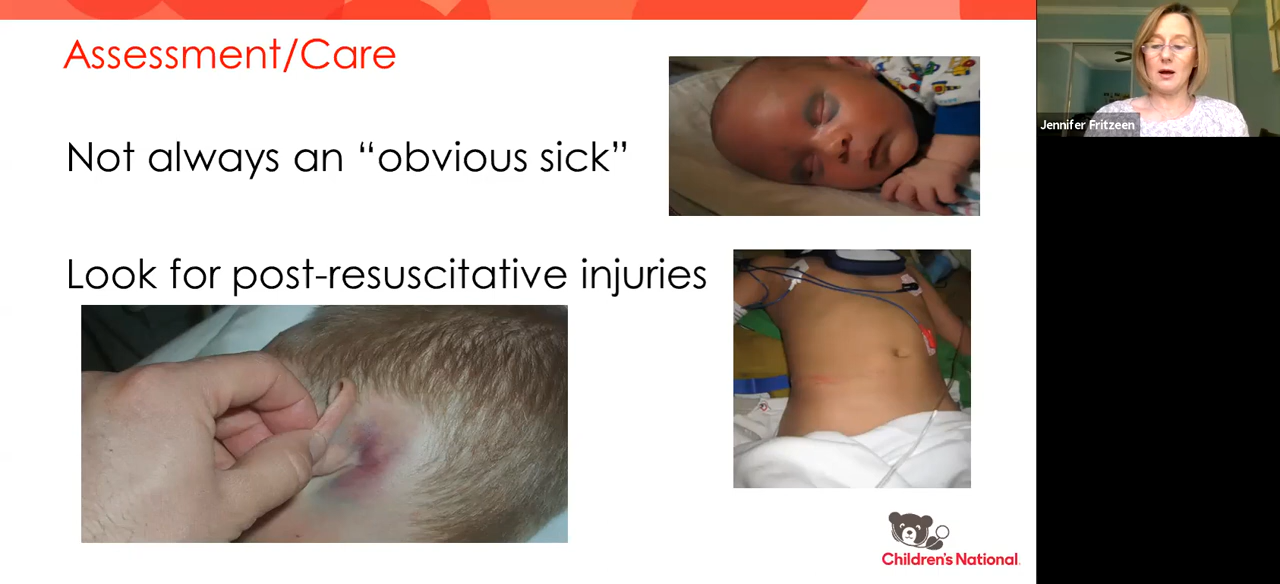 Assessment/Care
Not always an “obvious sick”
Look for post-resuscitative injuries
Children's National
Jennifer Fritzeen